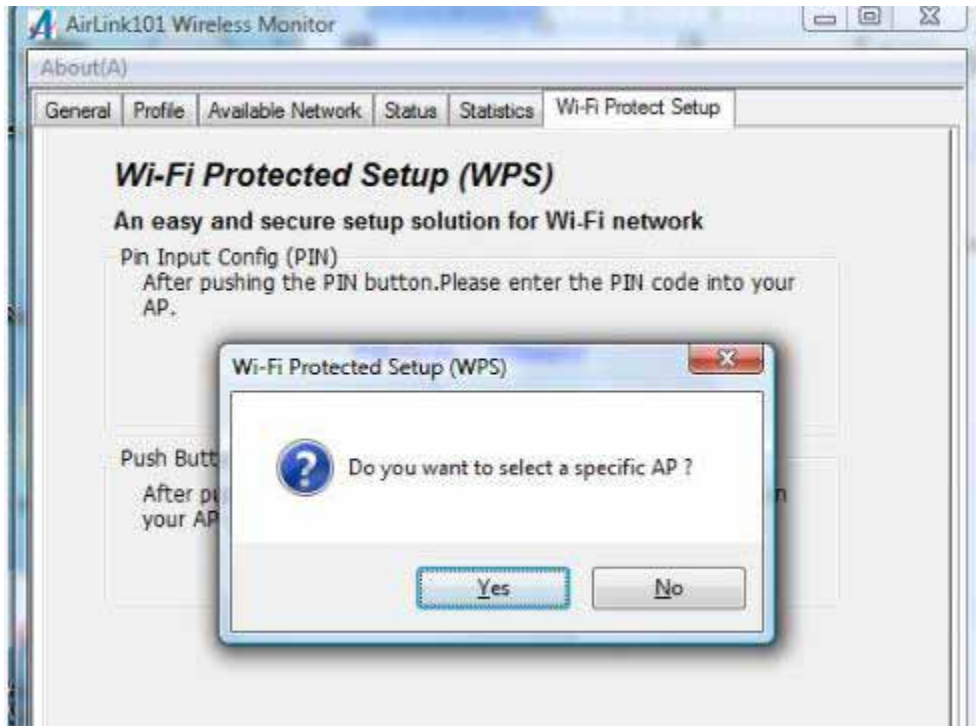 AirLink101 Wireless Monitor
About(A)
General Profile Available Network Status Statistics Wi-Fi Protect Setup
Wi-Fi Protected Setup (WPS)
An easy and secure setup solution for Wi-Fi network
Pin Input Config (PIN)
After pushing the PIN button.Please enter the PIN code into your
AP.
Wi-Fi Protected Setup (WPS)
Do you want to select a specific AP ?
Yes No
Push
After
your AP